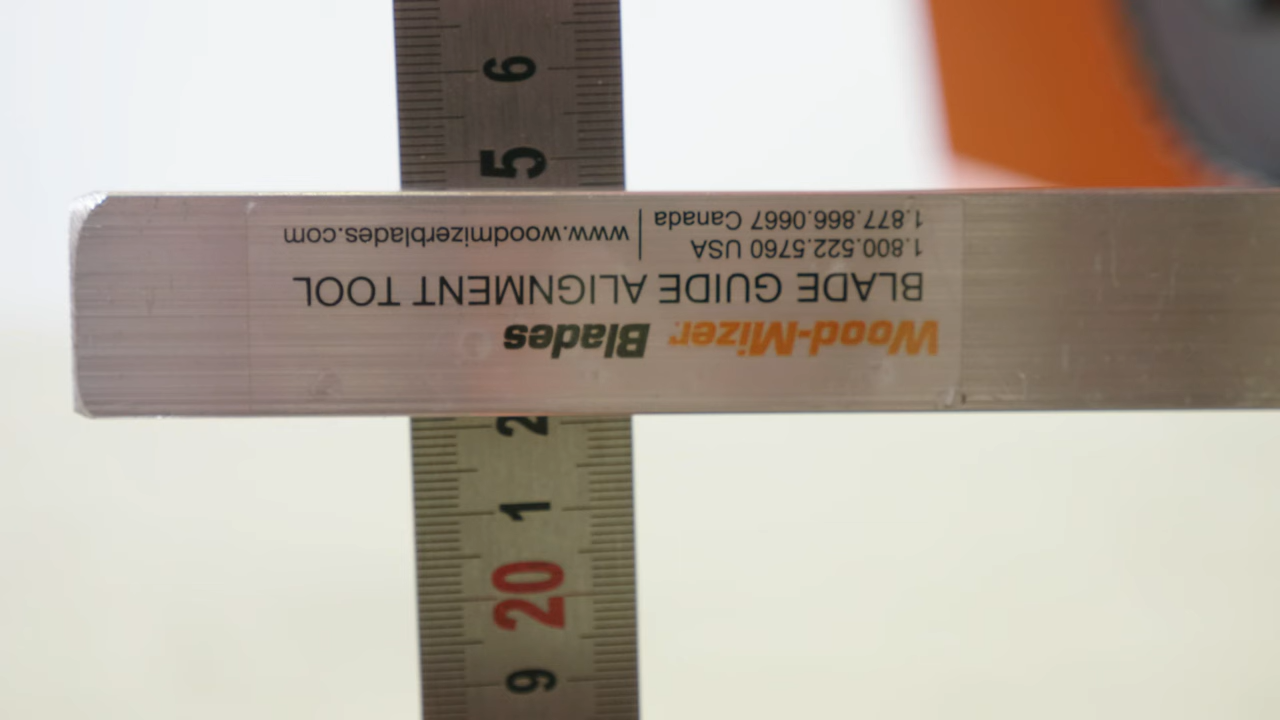 9
20
1
2
Wood-Mizer Blades
BLADE GUIDE ALIGNMENT TOOL
1.800.522.5760 USA
1.877.866.0667 Canada
www.woodmizerblades.com
5
6